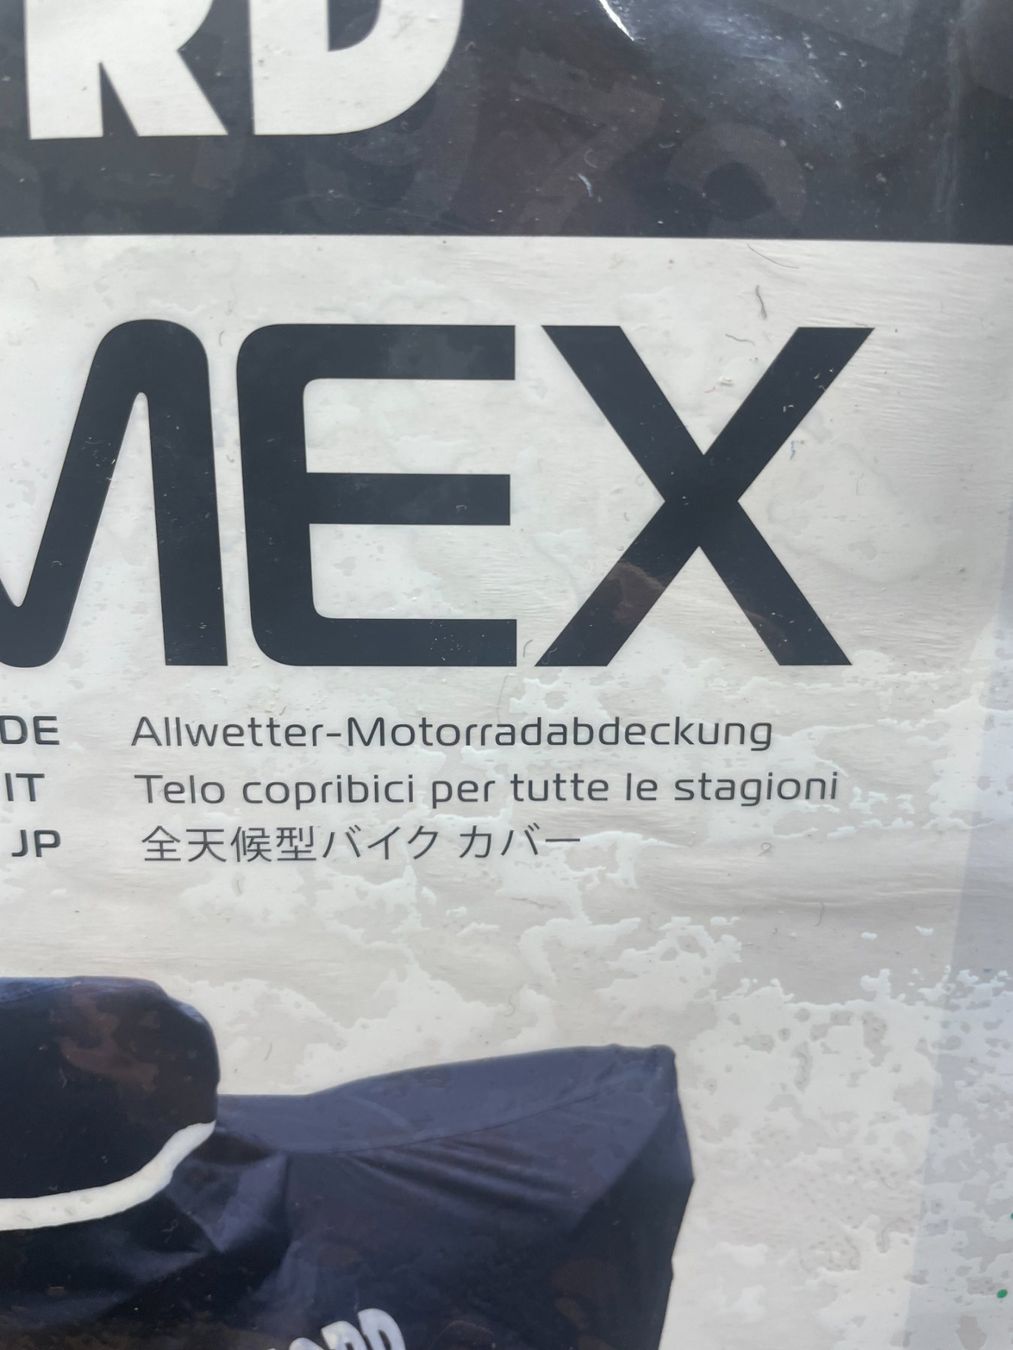 RD
MEX
DE Allwetter-Motorradabdeckung
IT Telo copribici per tutte le stagioni
JP 全天候型バイク カバー
ORD